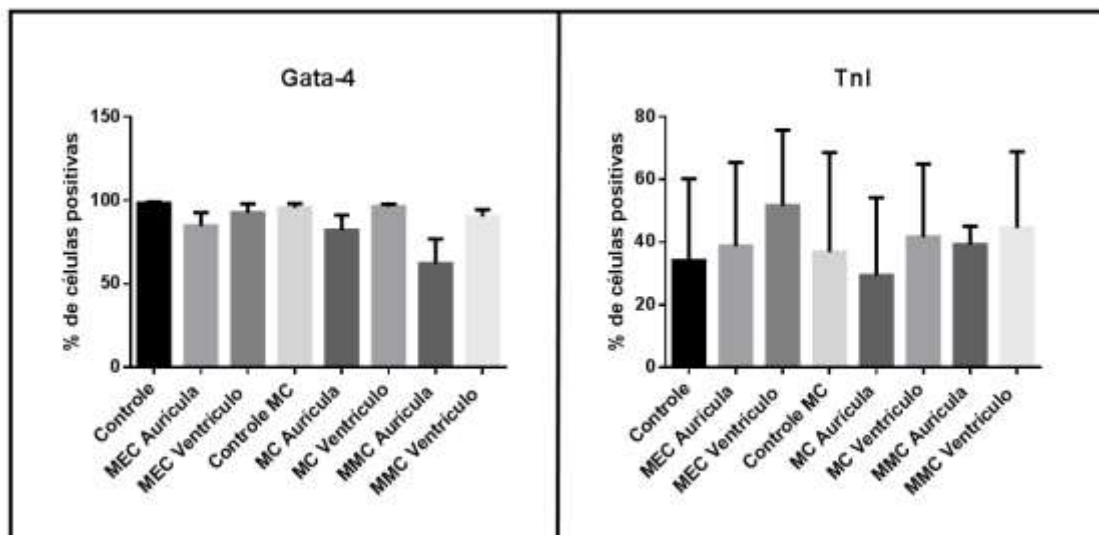 Gata-4
% de células positivas
150
100
50
0
Controle
MEC Aurícula
MEC Ventrículo
Controle MC
MC Aurícula
MC Ventrículo
MMC Aurícula
MMC Ventrículo
TnI
% de células positivas
80
60
40
20
0
Controle
MEC Aurícula
MEC Ventrículo
Controle MC
MC Aurícula
MC Ventrículo
MMC Aurícula
MMC Ventrículo